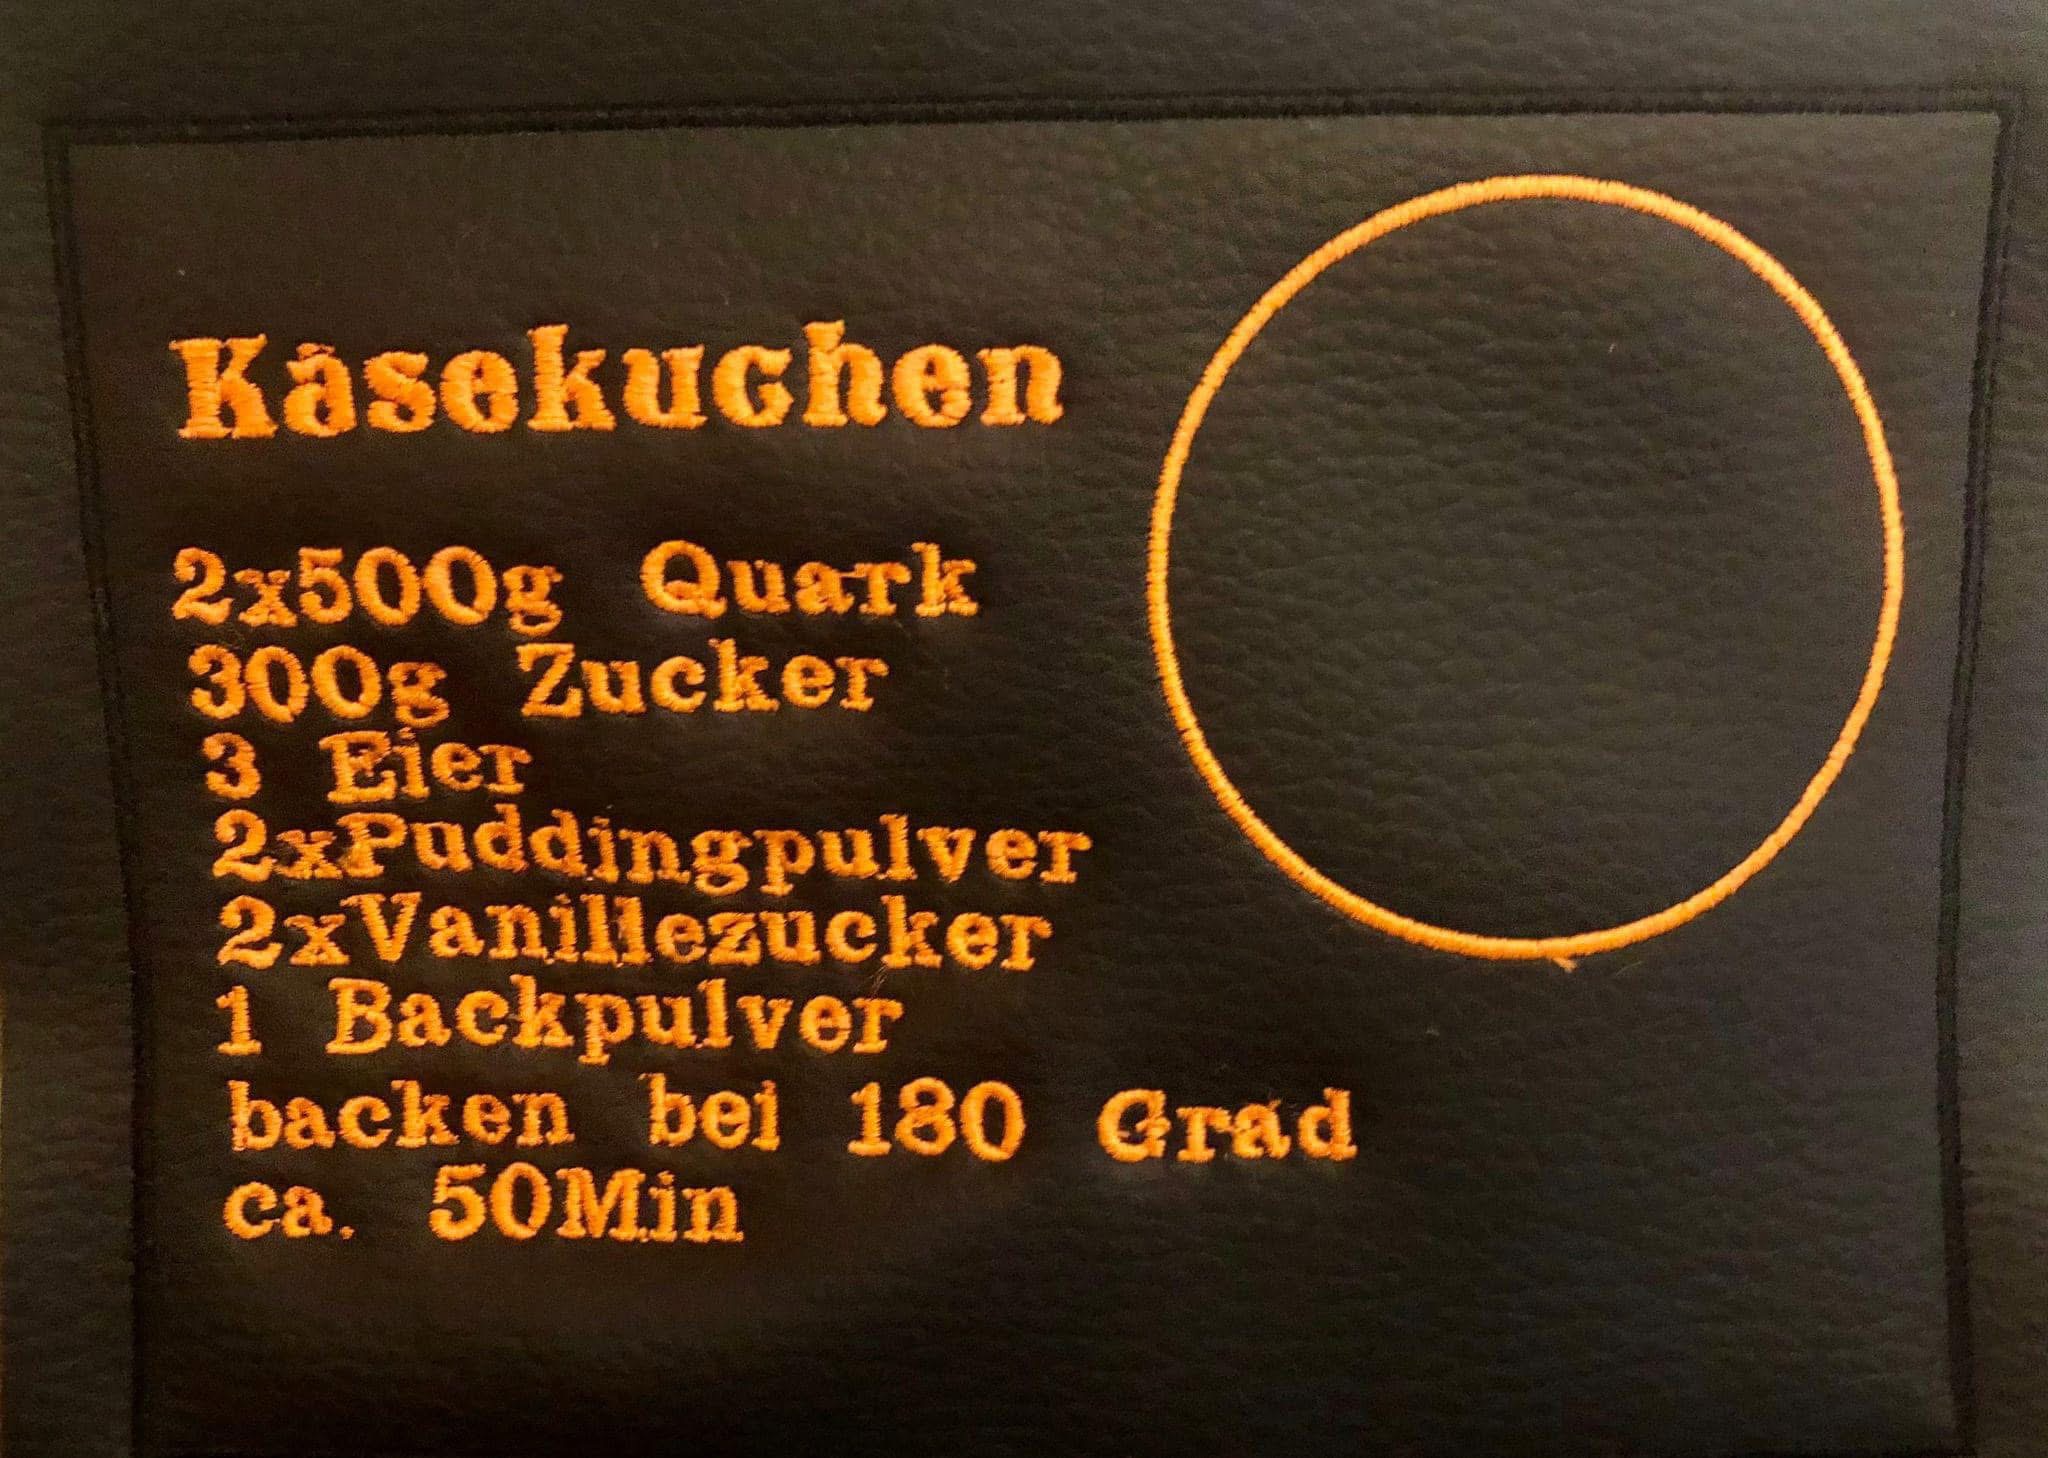 Käsekuchen
2x500g Quark
300g Zucker
3 Eier
2xPuddingpulver
2xVanillezucker
1 Backpulver
backen bei 180 Grad
ca. 50Min